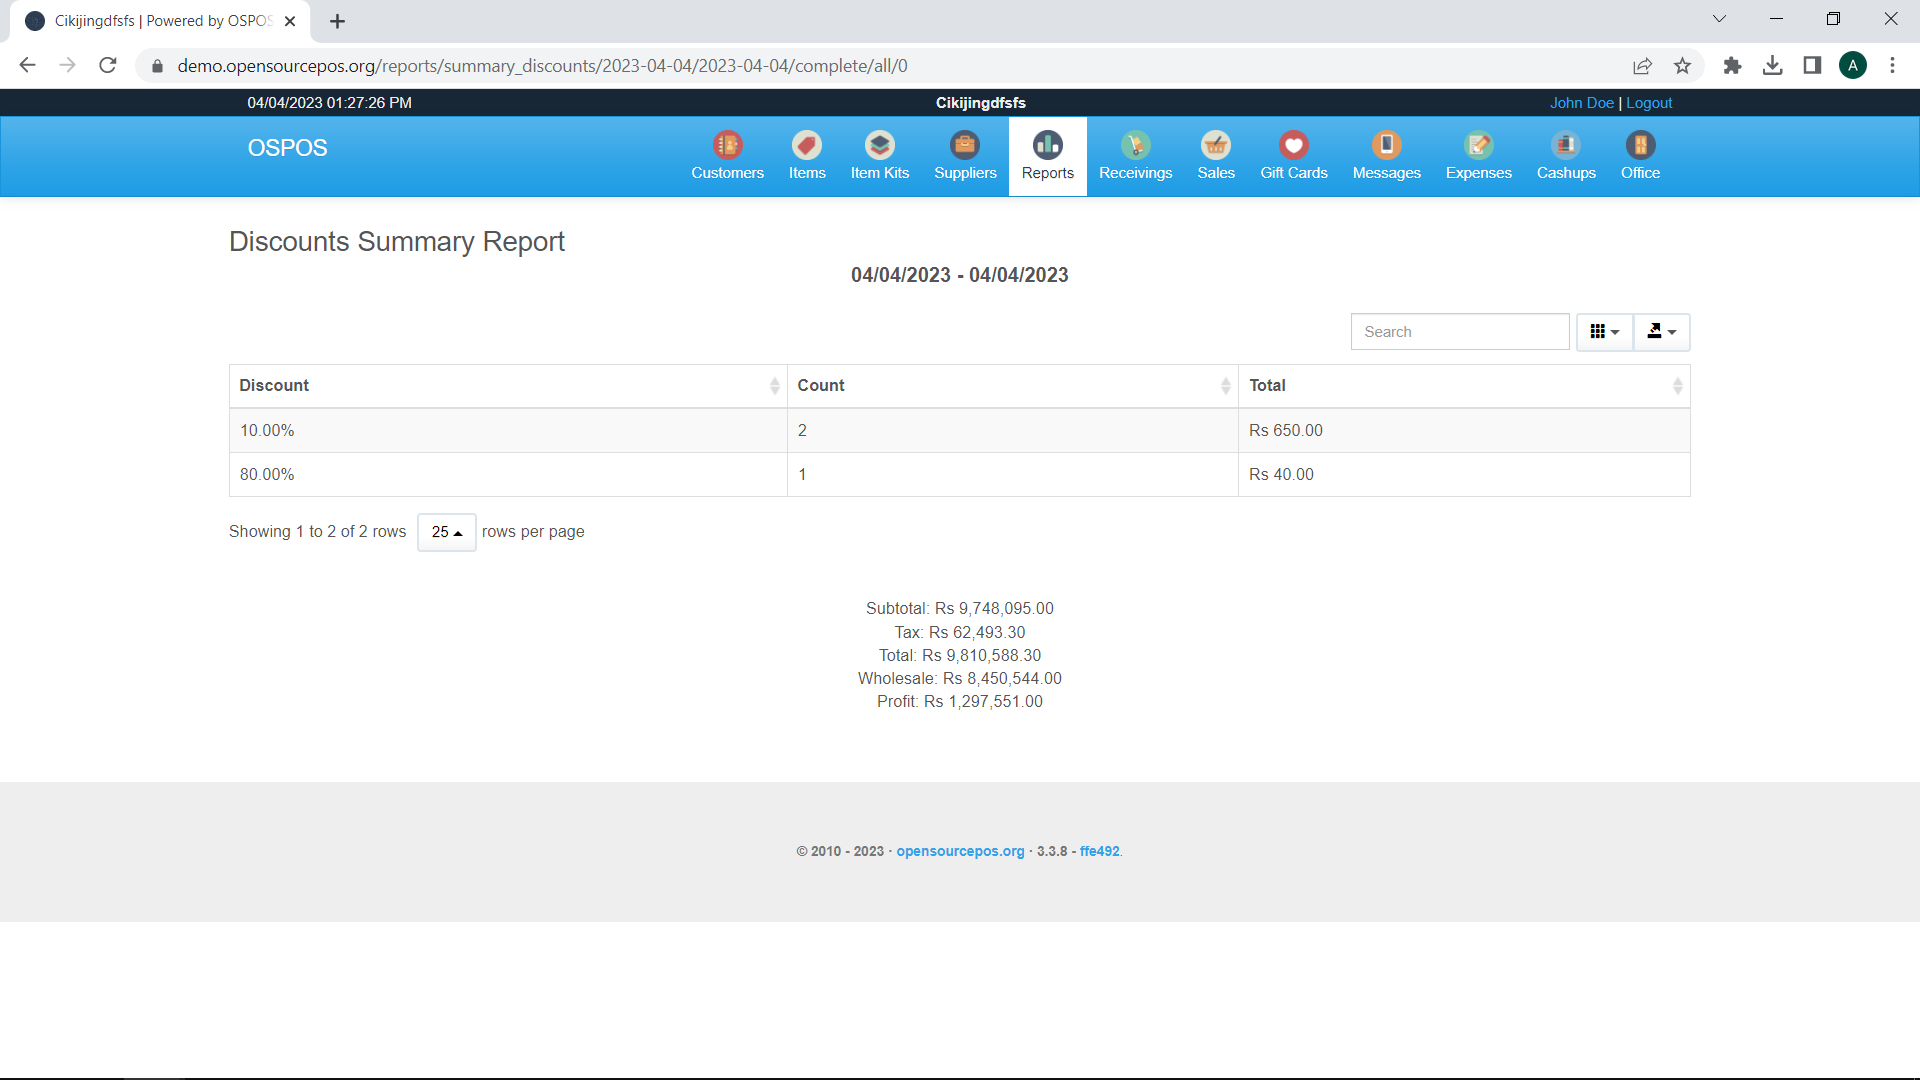 Cikijingdfsfs | Powered by OSPOS
demo.opensourcepos.org/reports/summary_discounts/2023-04-04/2023-04-04/complete/all/0
A
04/04/2023 01:27:26 PM
Cikijingdfsfs
John Doe | Logout
OSPOS
Customers
Items
Item Kits
Suppliers
Reports
Receivings
Sales
Gift Cards
Messages
Expenses
Cashups
Office
Discounts Summary Report
04/04/2023 - 04/04/2023
Search
Discount Count Total
10.00% 2 Rs 650.00
80.00% 1 Rs 40.00
Showing 1 to 2 of 2 rows 25 rows per page
Subtotal: Rs 9,748,095.00
Tax: Rs 62,493.30
Total: Rs 9,810,588.30
Wholesale: Rs 8,450,544.00
Profit: Rs 1,297,551.00
© 2010 - 2023 · opensourcepos.org · 3.3.8 - ffe492.